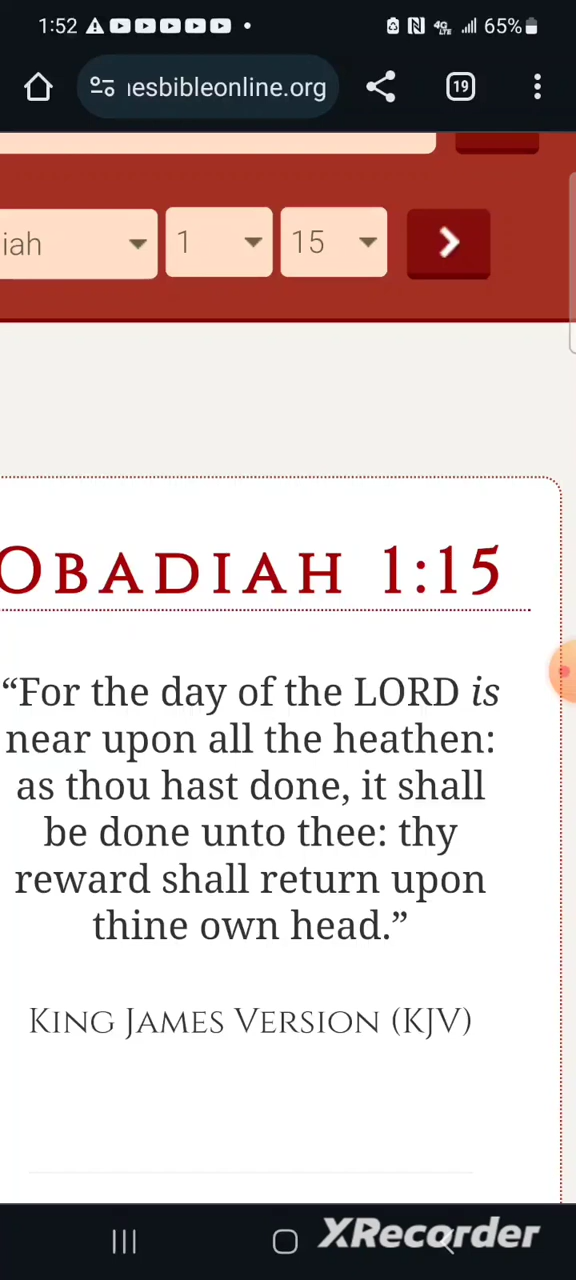 1:52 65%
ıesbibleonline.org 19
iah 1 15
OBADIAH 1:15
“For the day of the LORD is
near upon all the heathen:
as thou hast done, it shall
be done unto thee: thy
reward shall return upon
thine own head.”
KING JAMES VERSION (KJV)
XRecorder